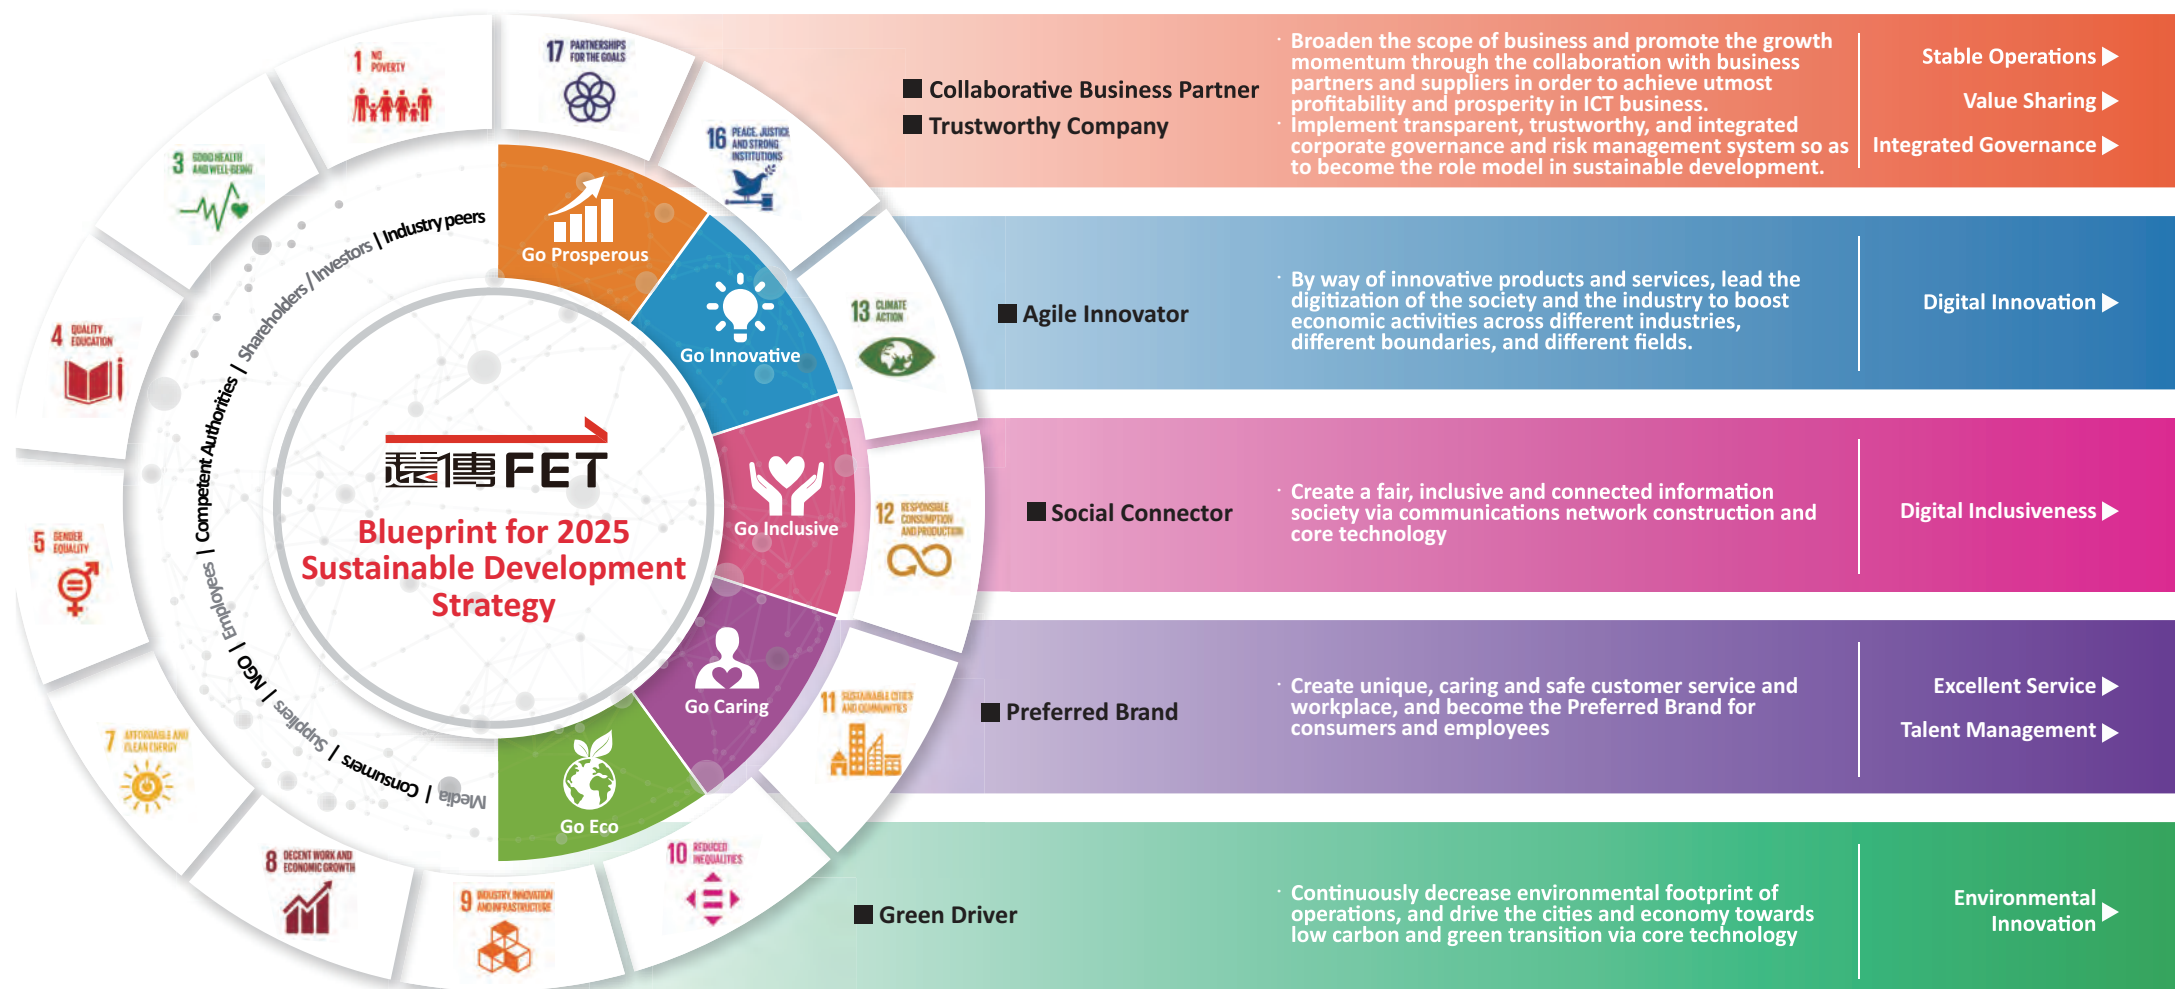 1 NO
POVERTY
17 PARTNERSHIPS
FOR THE GOALS
16 PEACE, JUSTICE
AND STRONG
INSTITUTIONS
13 CLIMATE
ACTION
12 RESPONSIBLE
CONSUMPTION
AND PRODUCTION
11 SUSTAINABLE CITIES
AND COMMUNITIES
10 REDUCED
INEQUALITIES
9 INDUSTRY, INNOVATION
AND INFRASTRUCTURE
8 DECENT WORK AND
ECONOMIC GROWTH
7 AFFORDABLE AND
CLEAN ENERGY
5 GENDER
EQUALITY
4 QUALITY
EDUCATION
3 GOOD HEALTH
AND WELL-BEING
Media | Consumers | Suppliers | NGO | Employees | Competent Authorities | Shareholders / Investors | Industry peers
Go Prosperous
Go Innovative
Go Inclusive
Go Caring
Go Eco
遠傳FET
Blueprint for 2025
Sustainable Development
Strategy
■ Collaborative Business Partner
■ Trustworthy Company
· Broaden the scope of business and promote the growth
momentum through the collaboration with business
partners and suppliers in order to achieve utmost
profitability and prosperity in ICT business.
· Implement transparent, trustworthy, and integrated
corporate governance and risk management system so as
to become the role model in sustainable development.
Stable Operations ▶
Value Sharing ▶
Integrated Governance ▶
■ Agile Innovator
· By way of innovative products and services, lead the
digitization of the society and the industry to boost
economic activities across different industries,
different boundaries, and different fields.
Digital Innovation ▶
■ Social Connector
· Create a fair, inclusive and connected information
society via communications network construction and
core technology
Digital Inclusiveness ▶
■ Preferred Brand
· Create unique, caring and safe customer service and
workplace, and become the Preferred Brand for
consumers and employees
Excellent Service ▶
Talent Management ▶
■ Green Driver
· Continuously decrease environmental footprint of
operations, and drive the cities and economy towards
low carbon and green transition via core technology
Environmental
Innovation ▶